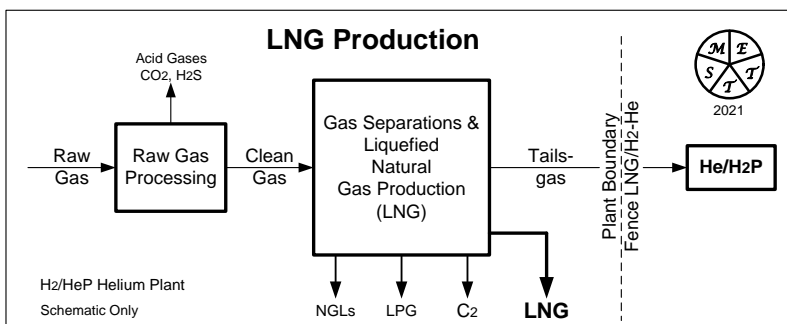 LNG Production
Acid Gases
CO2, H2S
M E
S T
T
2021
Raw
Gas
Raw Gas
Processing
Clean
Gas
Gas Separations &
Liquefied
Natural
Gas Production
(LNG)
Tails-
gas
Plant Boundary
Fence LNG/H2-He
He/H2P
H2/HeP Helium Plant
Schematic Only
NGLs
LPG
C2
LNG